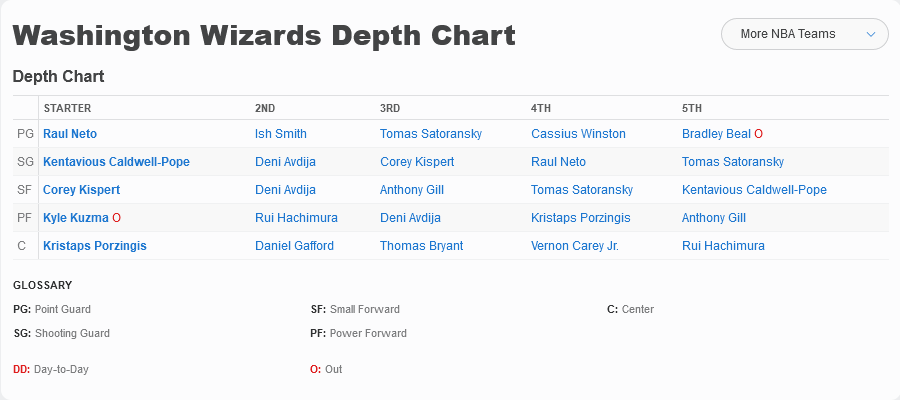 Washington Wizards Depth Chart
More NBA Teams
Depth Chart
STARTER 2ND 3RD 4TH 5TH
PG Raul Neto Ish Smith Tomas Satoransky Cassius Winston Bradley Beal O
SG Kentavious Caldwell-Pope Deni Avdija Corey Kispert Raul Neto Tomas Satoransky
SF Corey Kispert Deni Avdija Anthony Gill Tomas Satoransky Kentavious Caldwell-Pope
PF Kyle Kuzma O Rui Hachimura Deni Avdija Kristaps Porzingis Anthony Gill
C Kristaps Porzingis Daniel Gafford Thomas Bryant Vernon Carey Jr. Rui Hachimura
GLOSSARY
PG: Point Guard SF: Small Forward C: Center
SG: Shooting Guard PF: Power Forward
DD: Day-to-Day O: Out